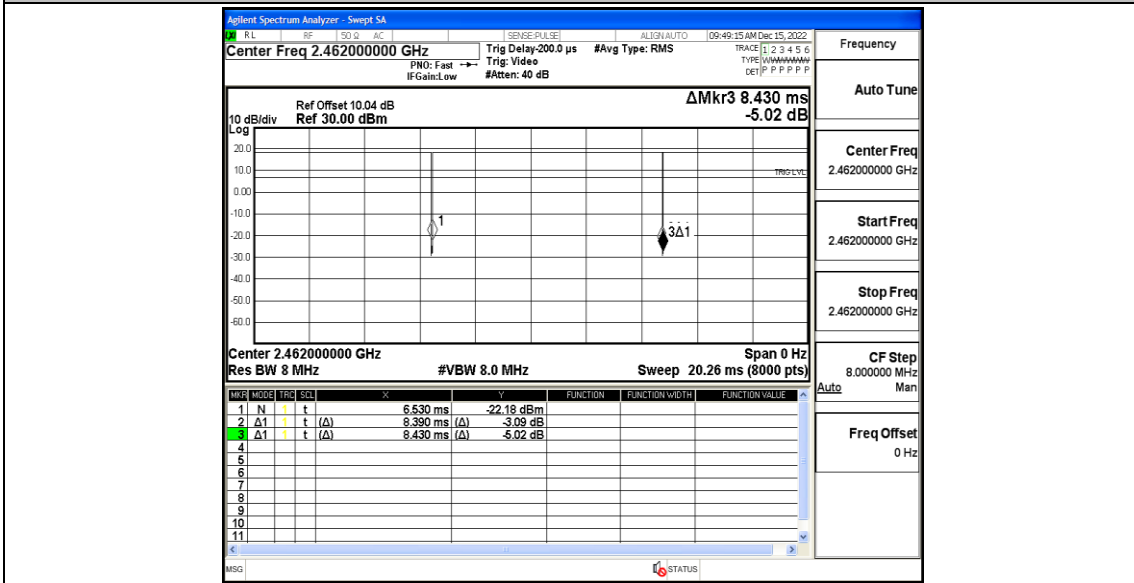 Agilent Spectrum Analyzer - Swept SA
RL RF 50 Ω AC SENSE:PULSE ALIGNAUTO 09:49:15 AM Dec 15, 2022
Center Freq 2.462000000 GHz
PNO: Fast
IFGain:Low
Trig Delay-200.0 µs
Trig: Video
#Atten: 40 dB
#Avg Type: RMS
TRACE 1 2 3 4 5 6
TYPE
DET P P P P P P
Frequency
Auto Tune
Center Freq
2.462000000 GHz
Start Freq
2.462000000 GHz
Stop Freq
2.462000000 GHz
CF Step
8.000000 MHz
Auto Man
Freq Offset
0 Hz
ΔMkr3 8.430 ms
-5.02 dB
Ref Offset 10.04 dB
10 dB/div Ref 30.00 dBm
Log
20.0
10.0
0.00
-10.0
-20.0
-30.0
-40.0
-50.0
-60.0
TRIG LVL
1
3Δ1
Center 2.462000000 GHz Span 0 Hz
Res BW 8 MHz #VBW 8.0 MHz Sweep 20.26 ms (8000 pts)
MKR MODE TRC SCL X Y FUNCTION FUNCTION WIDTH FUNCTION VALUE
1 N 1 t 6.530 ms -22.18 dBm
2 Δ1 1 t (Δ) 8.390 ms (Δ) -3.09 dB
3 Δ1 1 t (Δ) 8.430 ms (Δ) -5.02 dB
4
5
6
7
8
9
10
11
MSG STATUS